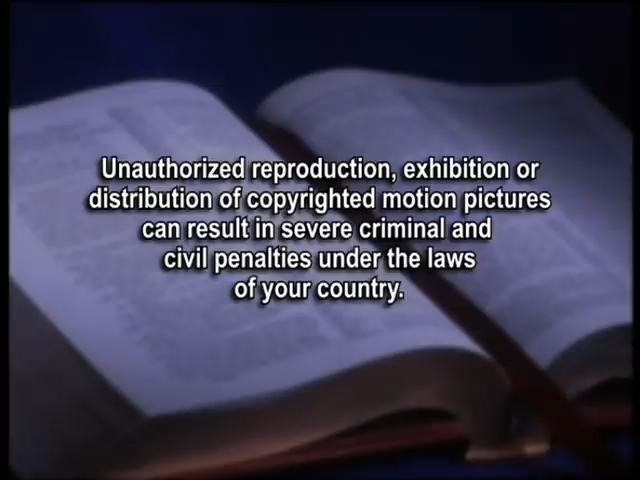 Unauthorized reproduction, exhibition or
distribution of copyrighted motion pictures
can result in severe criminal and
civil penalties under the laws
of your country.